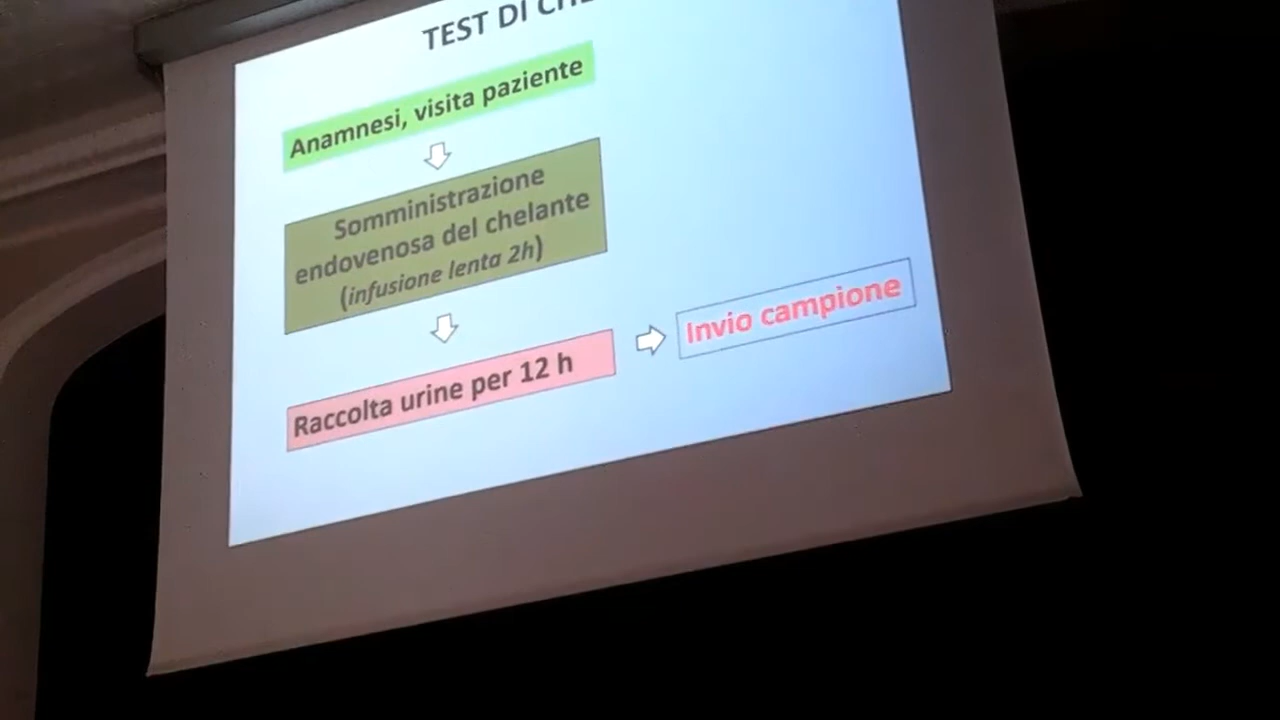 TEST DI
Anamnesi, visita paziente
Somministrazione
endovenosa del chelante
(infusione lenta 2h)
Raccolta urine per 12 h
Invio campione